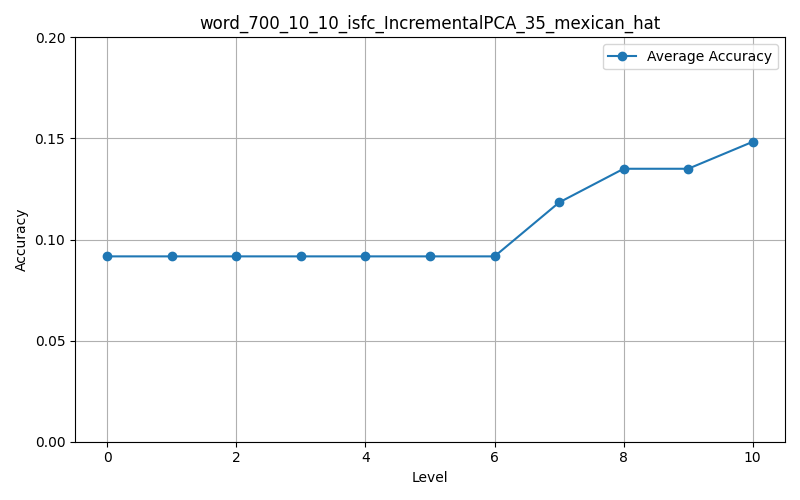 word_700_10_10_isfc_IncrementalPCA_35_mexican_hat
Average Accuracy
0.20
0.15
0.10
0.05
0.00
Accuracy
0 2 4 6 8 10
Level